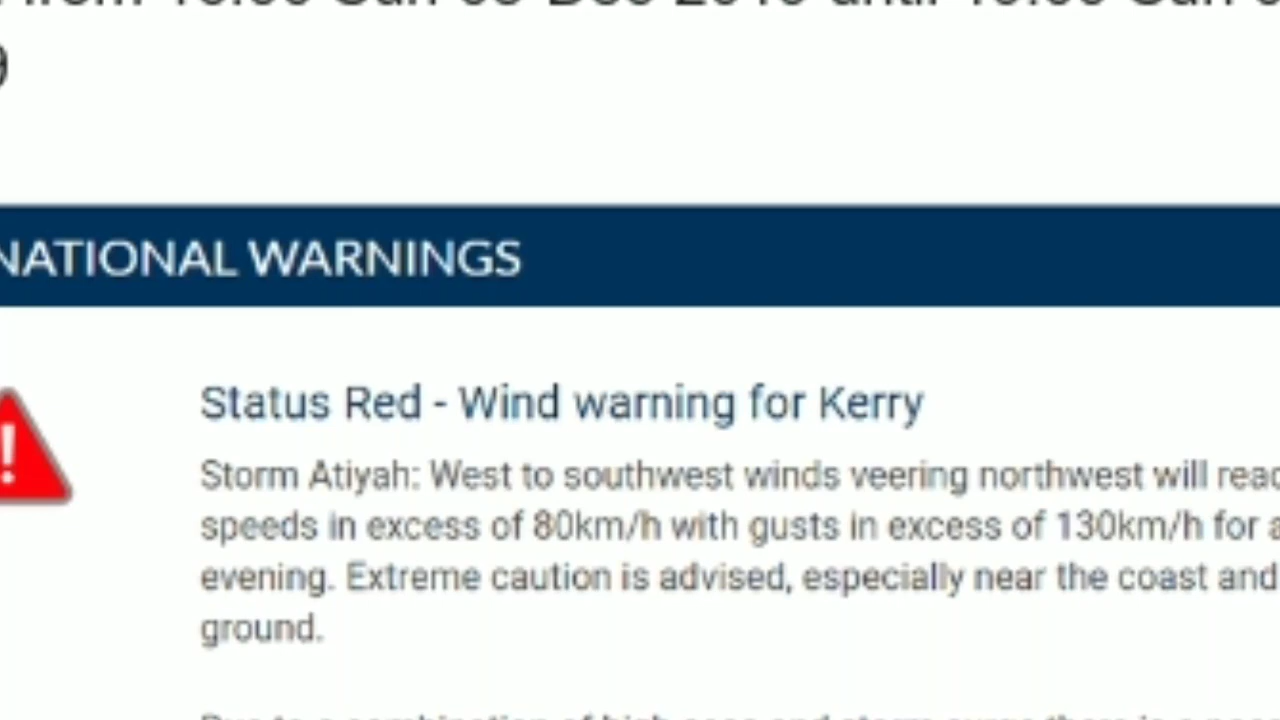 9
NATIONAL WARNINGS
!
Status Red - Wind warning for Kerry
Storm Atiyah: West to southwest winds veering northwest will
speeds in excess of 80km/h with gusts in excess of 130km/h for
evening. Extreme caution is advised, especially near the coast and
ground.